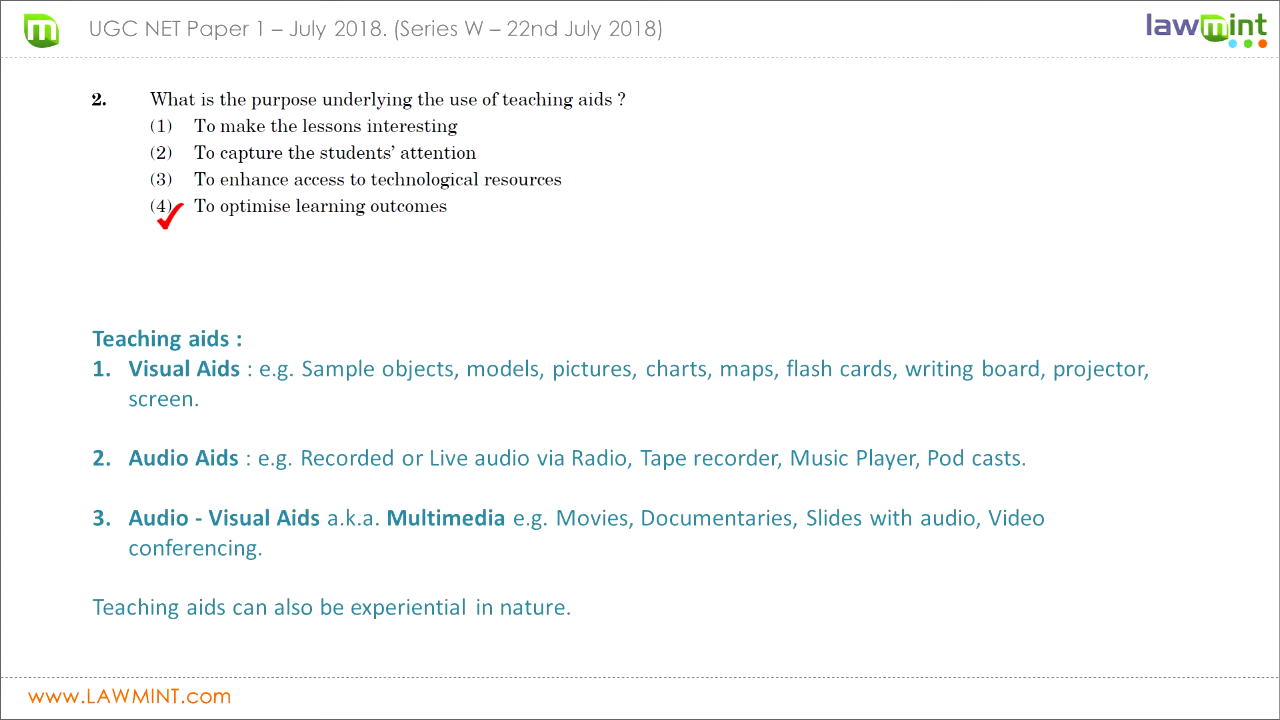 UGC NET Paper 1 – July 2018. (Series W – 22nd July 2018)
lawmint
2. What is the purpose underlying the use of teaching aids ?
(1) To make the lessons interesting
(2) To capture the students’ attention
(3) To enhance access to technological resources
(4) To optimise learning outcomes
Teaching aids :
1. Visual Aids : e.g. Sample objects, models, pictures, charts, maps, flash cards, writing board, projector,
screen.
2. Audio Aids : e.g. Recorded or Live audio via Radio, Tape recorder, Music Player, Pod casts.
3. Audio - Visual Aids a.k.a. Multimedia e.g. Movies, Documentaries, Slides with audio, Video
conferencing.
Teaching aids can also be experiential in nature.
www.LAWMINT.com